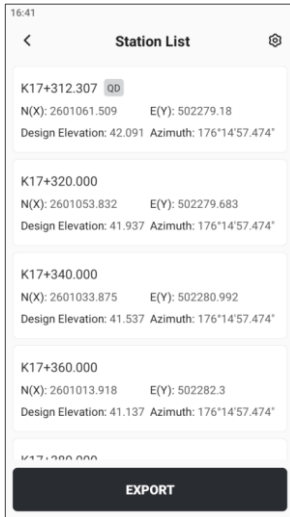 16:41
Station List
K17+312.307 QD
N(X): 2601061.509 E(Y): 502279.18
Design Elevation: 42.091 Azimuth: 176°14'57.474"
K17+320.000
N(X): 2601053.832 E(Y): 502279.683
Design Elevation: 41.937 Azimuth: 176°14'57.474"
K17+340.000
N(X): 2601033.875 E(Y): 502280.992
Design Elevation: 41.537 Azimuth: 176°14'57.474"
K17+360.000
N(X): 2601013.918 E(Y): 502282.3
Design Elevation: 41.137 Azimuth: 176°14'57.474"
K17+380.000
EXPORT